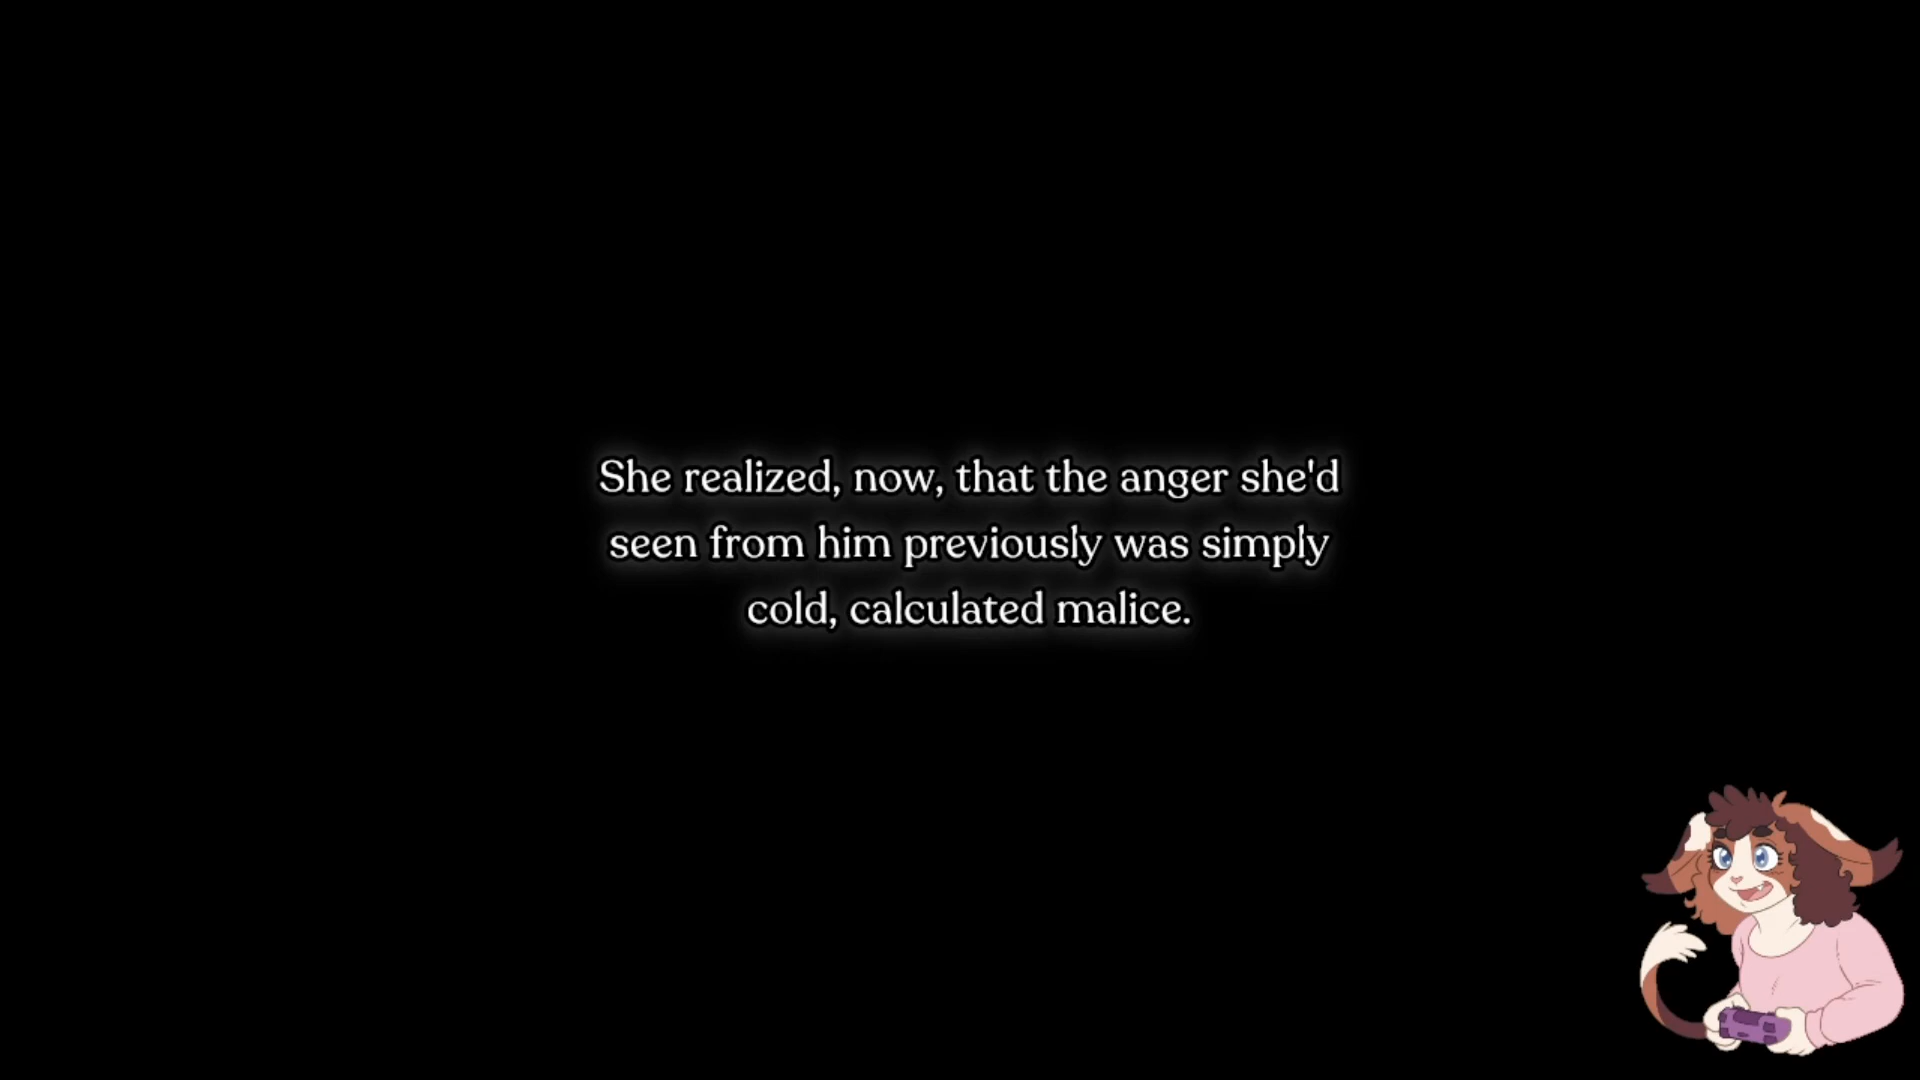 She realized, now, that the anger she'd
seen from him previously was simply
cold, calculated malice.